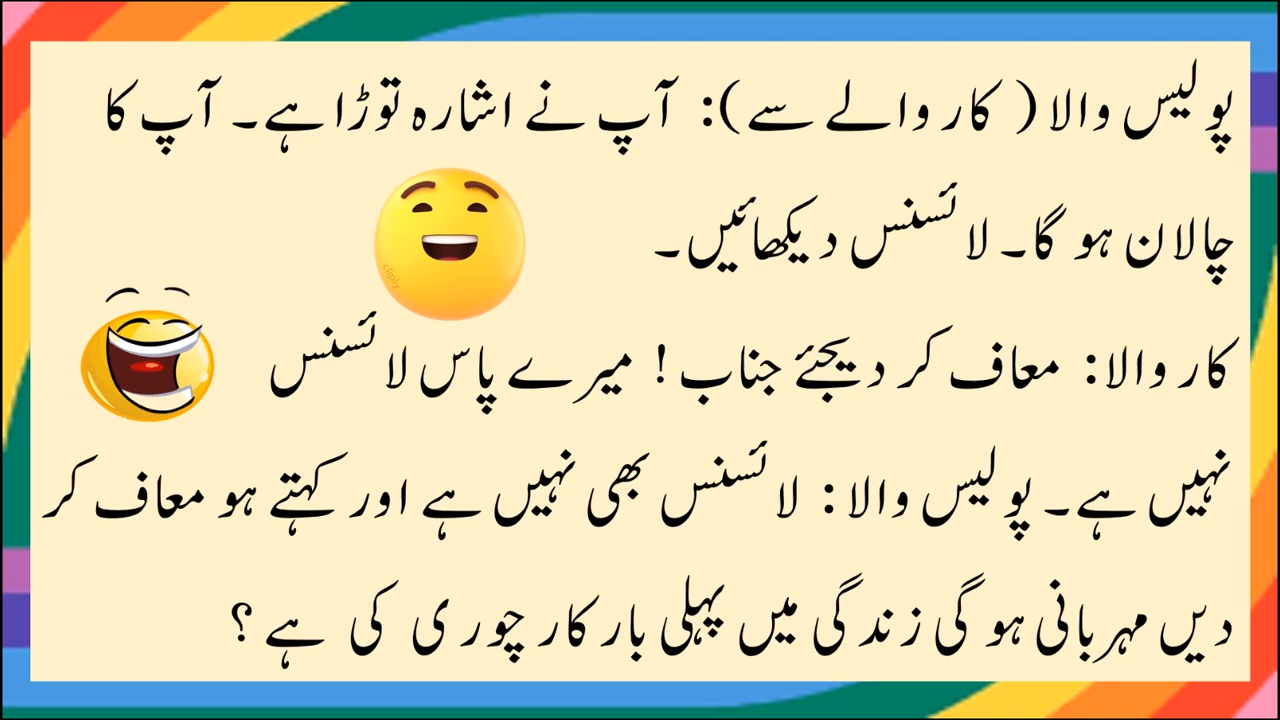 پولیس والا ( کار والے سے): آپ نے اشارہ توڑا ہے۔ آپ کا
چالان ہو گا۔ لائسنس دیکھائیں۔
کار والا: معاف کر دیجئے جناب! میرے پاس لائسنس
نہیں ہے۔ پولیس والا: لائسنس بھی نہیں ہے اور کہتے ہو معاف کر
دیں مہربانی ہو گی زندگی میں پہلی بار کار چوری کی ہے ؟
cliply